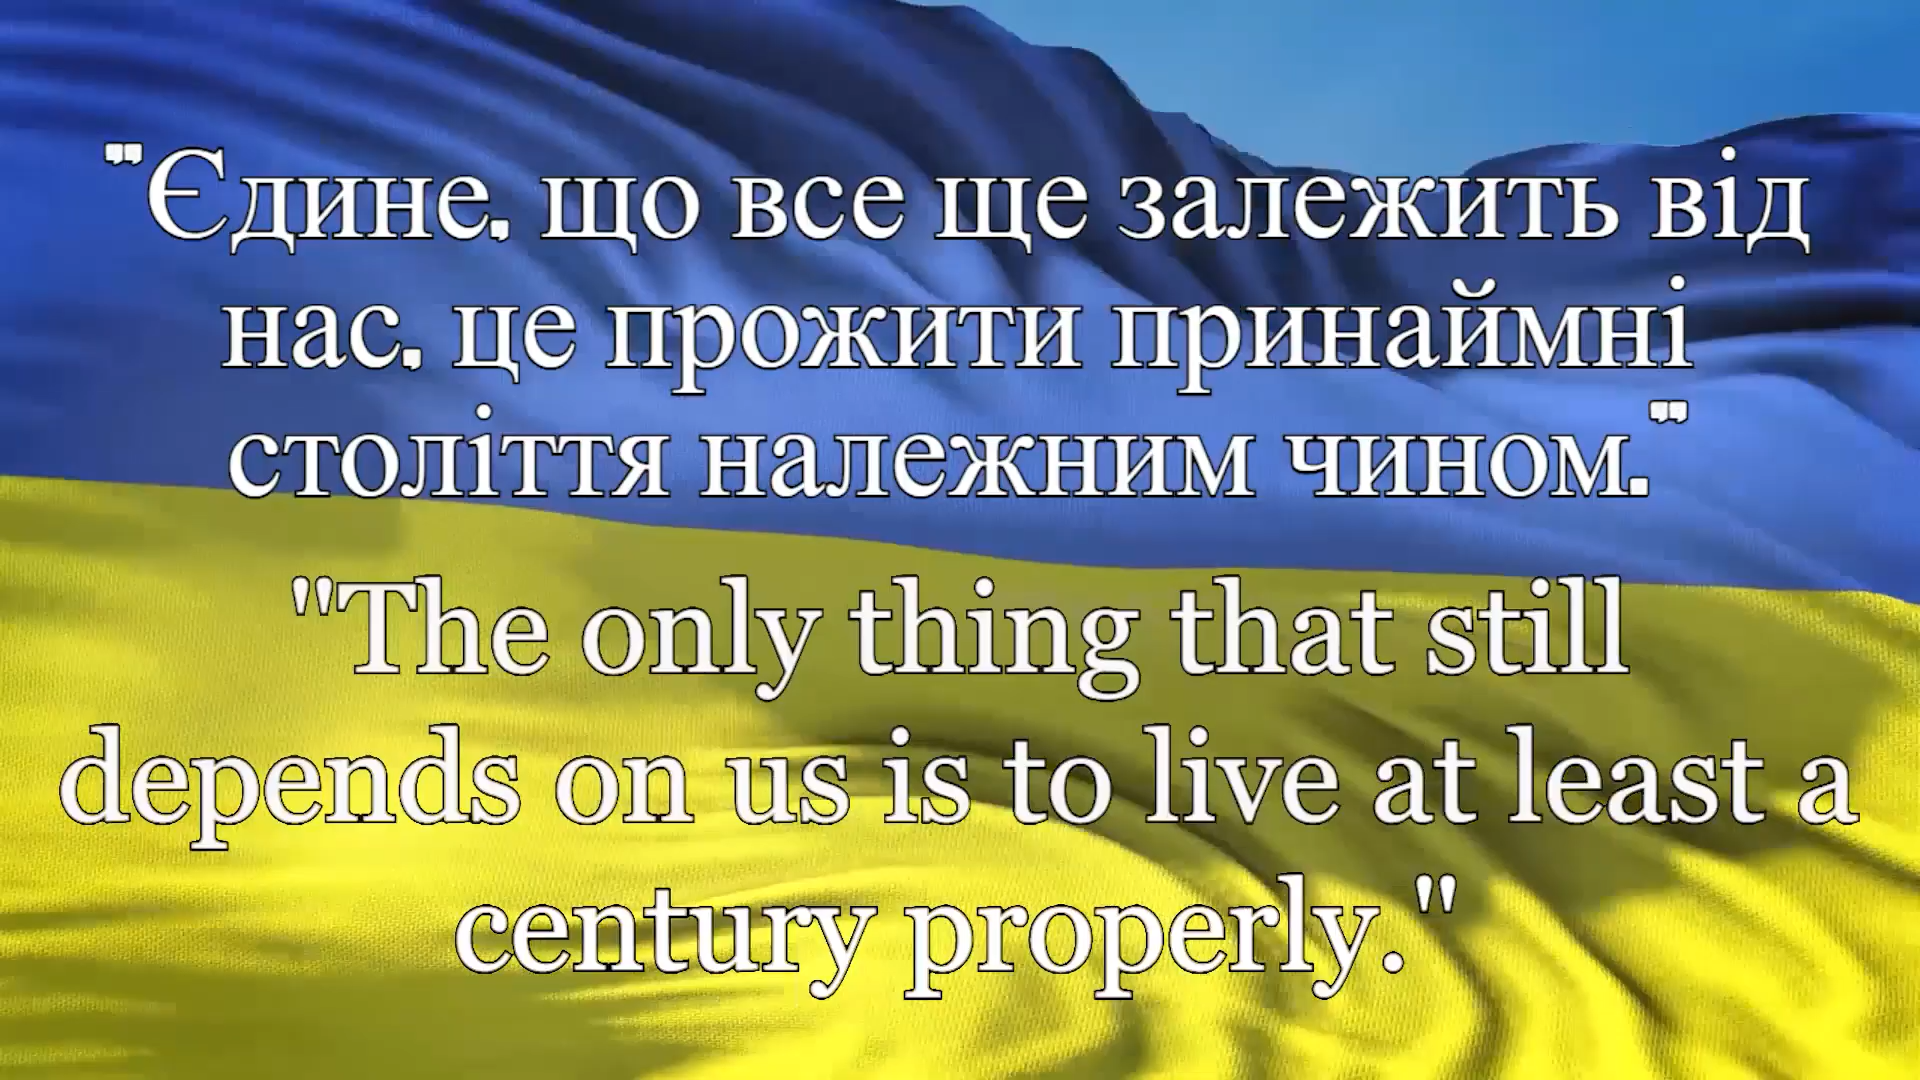 "Єдине, що все ще залежить від
нас, це прожити принаймні
століття належним чином."
"The only thing that still
depends on us is to live at least a
century properly."